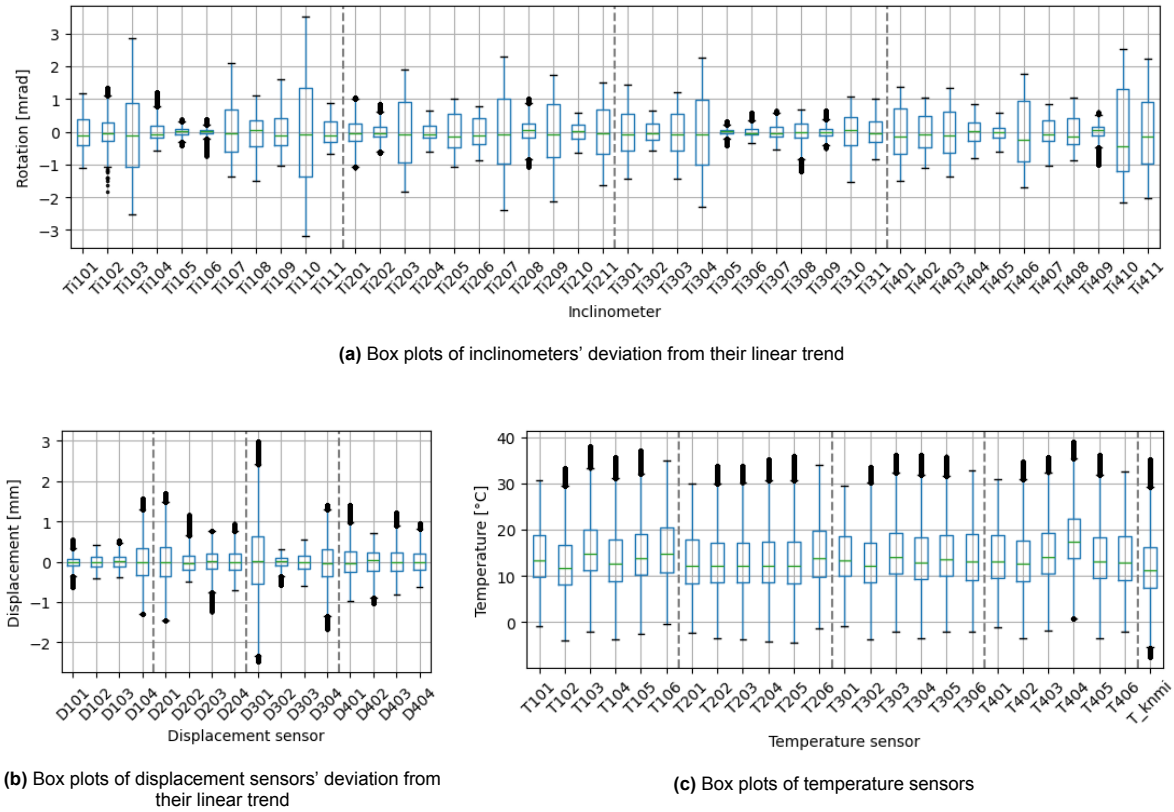 3
2
1
0
−1
−2
−3
Rotation [mrad]
Ti101 Ti102 Ti103 Ti104 Ti105 Ti106 Ti107 Ti108 Ti109 Ti110 Ti111 Ti201 Ti202 Ti203 Ti204 Ti205 Ti206 Ti207 Ti208 Ti209 Ti210 Ti211 Ti301 Ti302 Ti303 Ti304 Ti305 Ti306 Ti307 Ti308 Ti309 Ti310 Ti311 Ti401 Ti402 Ti403 Ti404 Ti405 Ti406 Ti407 Ti408 Ti409 Ti410 Ti411
Inclinometer
(a) Box plots of inclinometers’ deviation from their linear trend
3
2
1
0
−1
−2
Displacement [mm]
D101 D102 D103 D104 D201 D202 D203 D204 D301 D302 D303 D304 D401 D402 D403 D404
Displacement sensor
(b) Box plots of displacement sensors’ deviation from
their linear trend
40
30
20
10
0
Temperature [°C]
T101 T102 T103 T104 T105 T106 T201 T202 T203 T204 T205 T206 T301 T302 T303 T304 T305 T306 T401 T402 T403 T404 T405 T406 T_knmi
Temperature sensor
(c) Box plots of temperature sensors